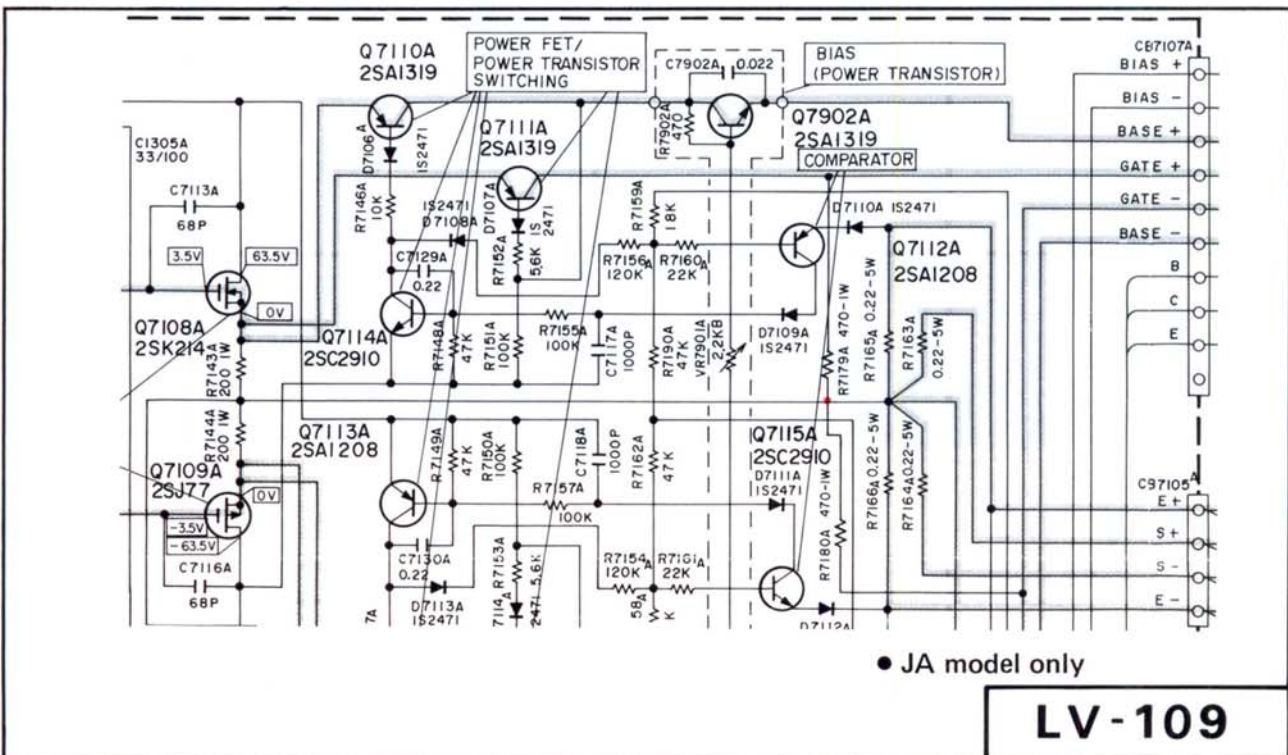 Q7110A
2SA1319
POWER FET/
POWER TRANSISTOR
SWITCHING
C7902A
0.022
BIAS
(POWER TRANSISTOR)
CB7107A
BIAS +
BIAS -
BASE +
GATE +
GATE -
BASE -
B
C
E
C1305A
33/100
C7113A
68P
D7106A
1S2471
Q7111A
2SA1319
R7902A
470
Q7902A
2SA1319
COMPARATOR
R7146A
10K
1S2471
D7108A
D7107A
1S
2471
R7159A
18K
D7110A 1S2471
3.5V
63.5V
0V
C7129A
0.22
R7152A
5.6K
R7156A
120K
R7160A
22K
Q7112A
2SA1208
Q7108A
2SK214
Q7114A
2SC2910
R7148A
47K
R7151A
100K
R7155A
100K
C7117A
1000P
R7190A
47K
VR7901A
2.2KB
D7109A
1S2471
R7179A 470-1W
R7165A 0.22-5W
R7163A
0.22-5W
R7143A
200 1W
R7144A
200 1W
Q7113A
2SA1208
R7149A
47K
R7150A
100K
C7118A
1000P
R7162A
47K
Q7115A
2SC2910
D7111A
1S2471
R7166A 0.22-5W
R7164A 0.22-5W
C97105A
E+
S+
S-
E-
Q7109A
2SJ77
0V
-3.5V
-63.5V
C7116A
68P
R7157A
100K
R7180A 470-1W
C7130A
0.22
R7153A
5.6K
R7154A
120K
R7161A
22K
7A
D7113A
1S2471
7114A
2471
58A
K
D7112A
● JA model only
LV-109